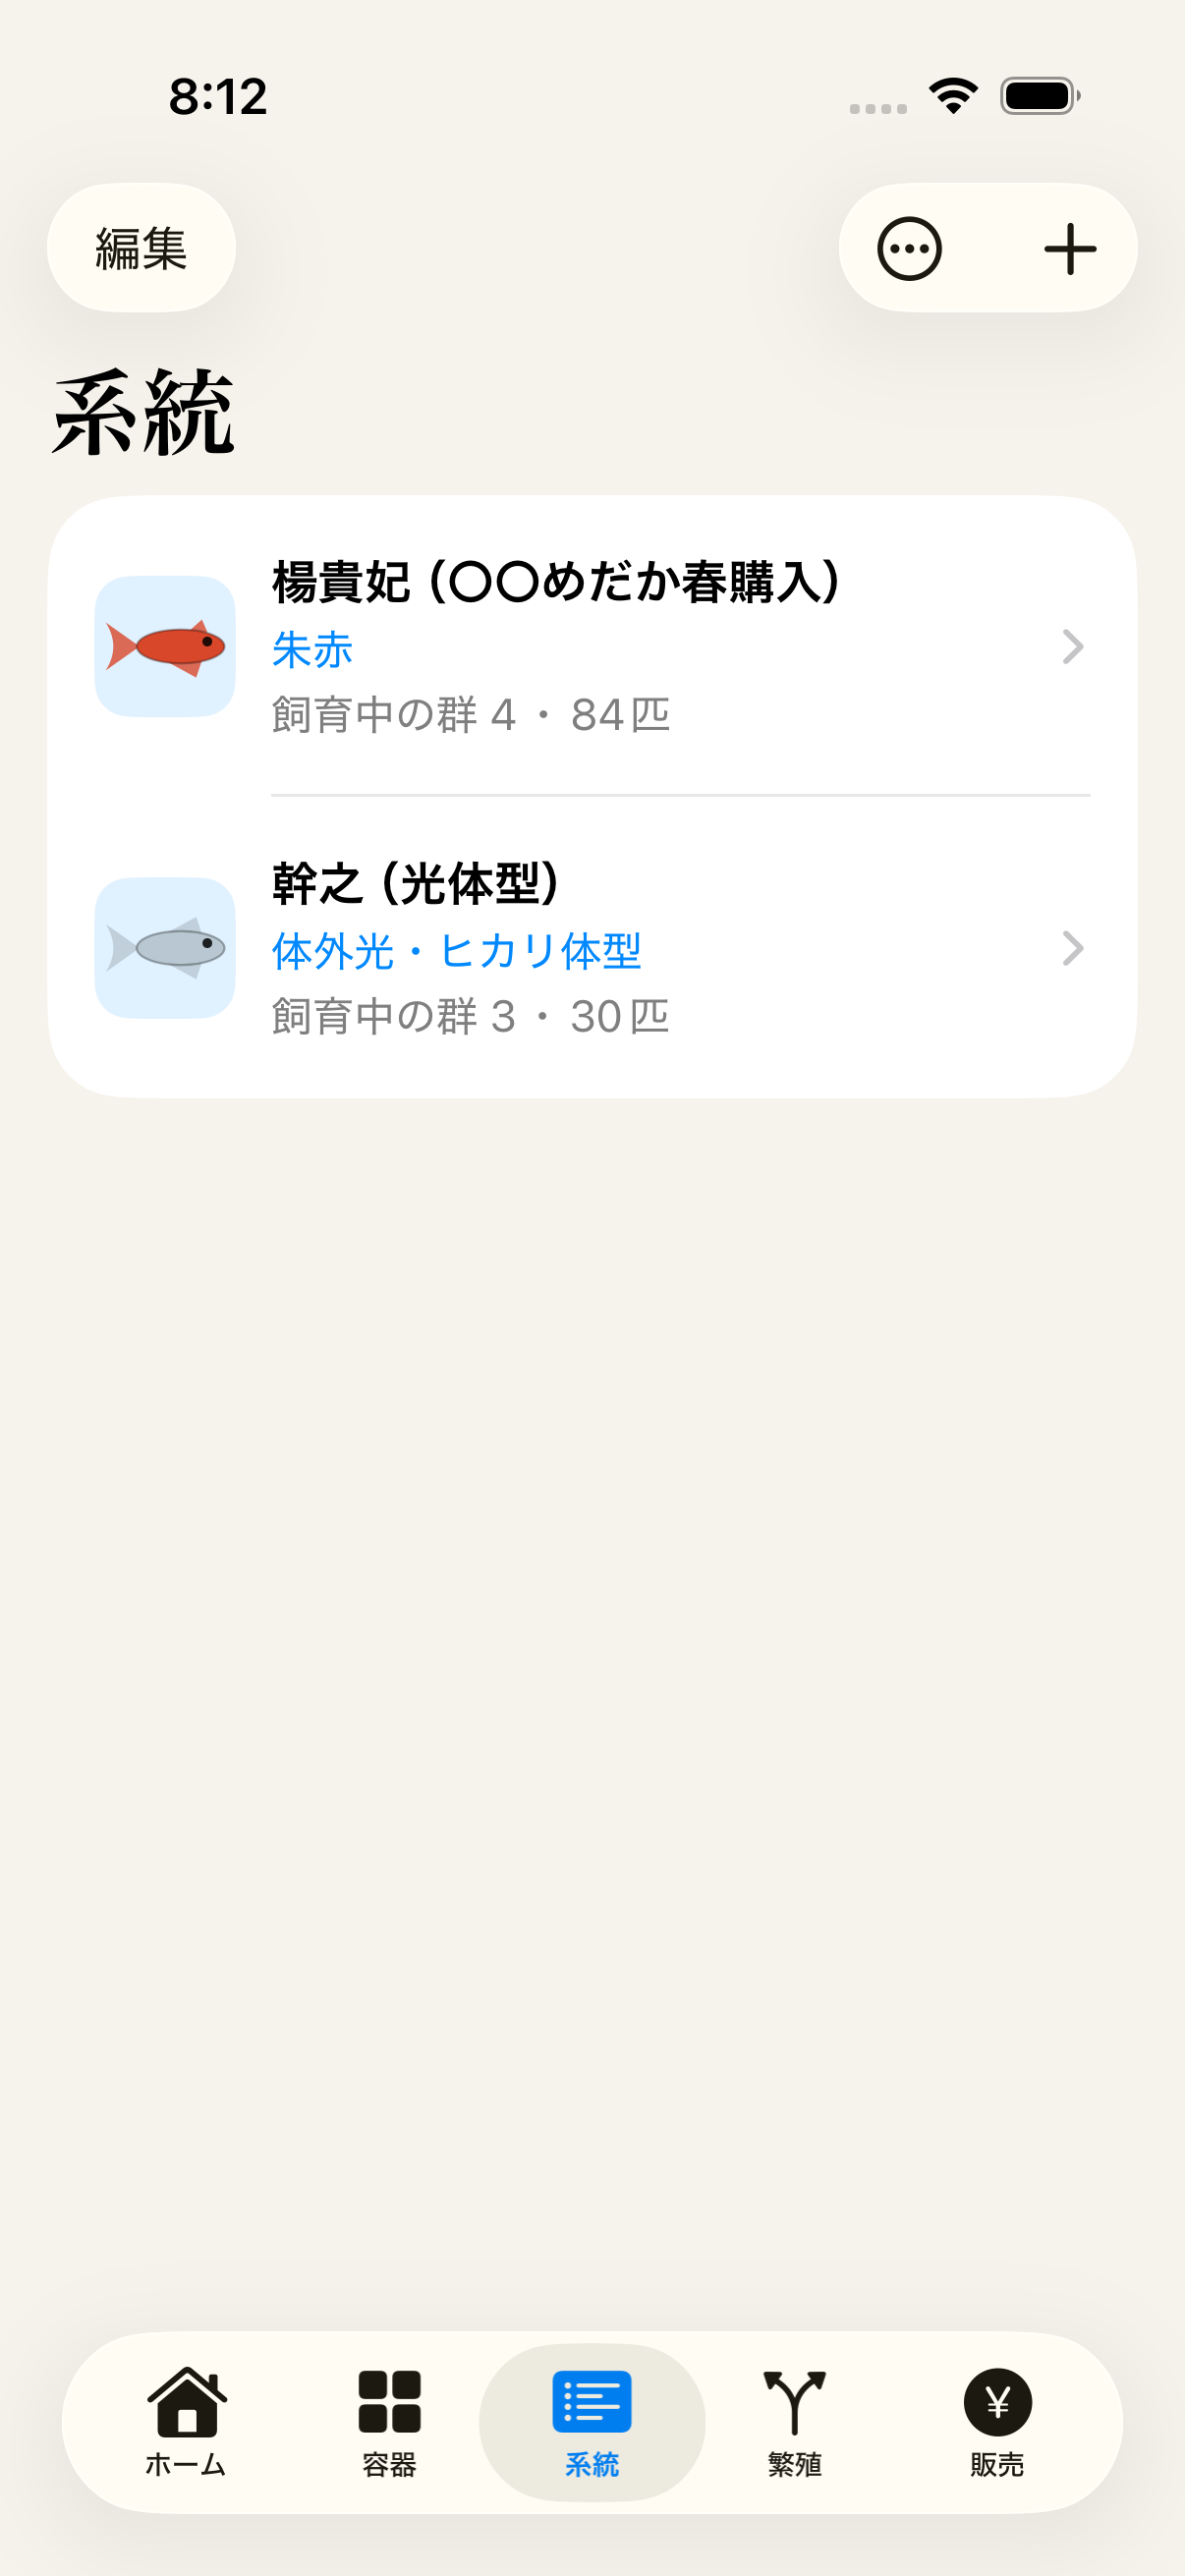 8:12
編集
系統
楊貴妃（〇〇めだか春購入）
朱赤
飼育中の群 4 ・ 84匹
幹之（光体型）
体外光・ヒカリ体型
飼育中の群 3 ・ 30匹
ホーム
容器
系統
繁殖
¥
販売